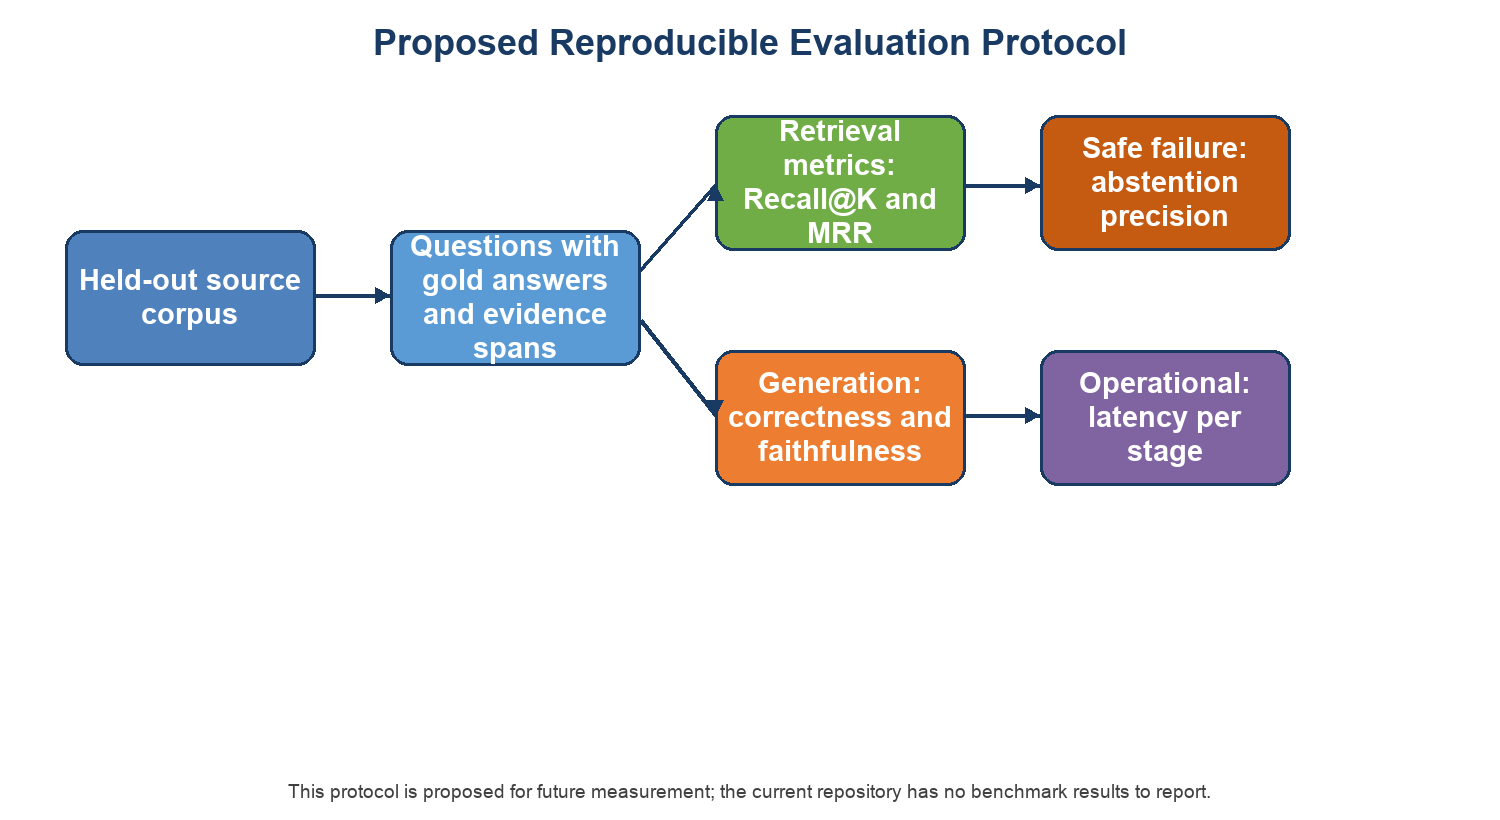 Proposed Reproducible Evaluation Protocol
Held-out source
corpus
Questions with
gold answers
and evidence
spans
Retrieval
metrics:
Recall@K and
MRR
Safe failure:
abstention
precision
Generation:
correctness and
faithfulness
Operational:
latency per
stage
This protocol is proposed for future measurement; the current repository has no benchmark results to report.